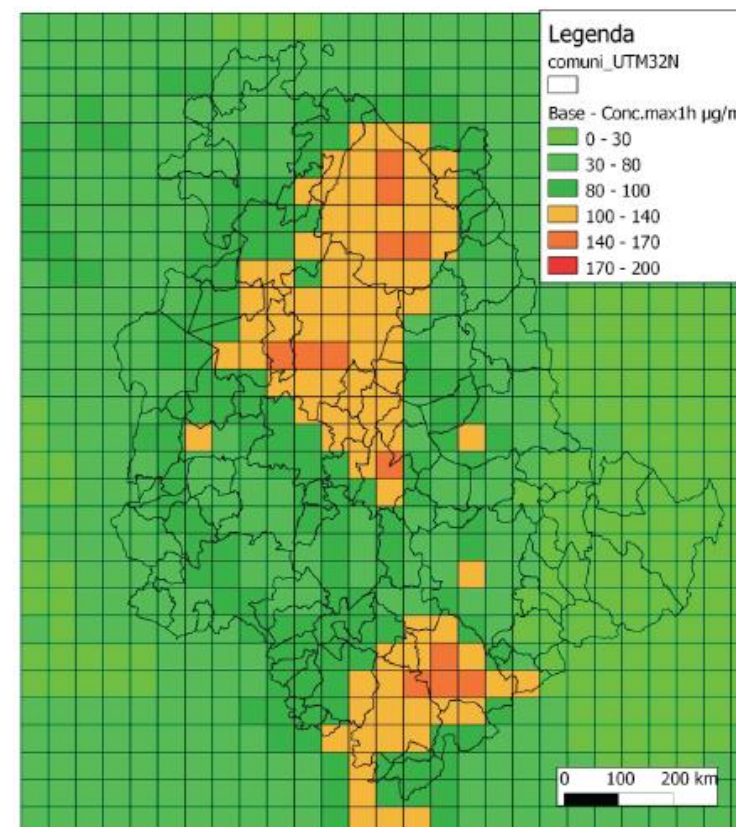 Legenda
comuni_UTM32N
Base - Conc.max1h µg/m
0 - 30
30 - 80
80 - 100
100 - 140
140 - 170
170 - 200
0 100 200 km